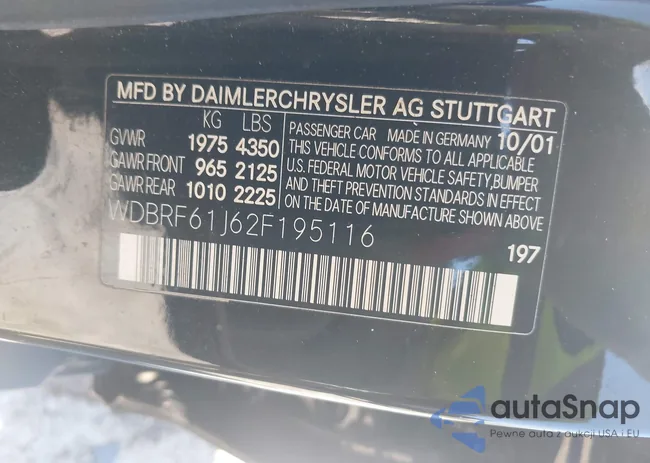 MFD BY DAIMLERCHRYSLER AG STUTTGART
KG LBS
GVWR 1975 4350
GAWR FRONT 965 2125
GAWR REAR 1010 2225
PASSENGER CAR MADE IN GERMANY 10/01
THIS VEHICLE CONFORMS TO ALL APPLICABLE
U.S. FEDERAL MOTOR VEHICLE SAFETY, BUMPER
AND THEFT PREVENTION STANDARDS IN EFFECT
ON THE DATE OF MANUFACTURE SHOWN ABOVE.
WDBRF61J62F195116
197
autaSnap
Pewne auta z aukcji USA i EU